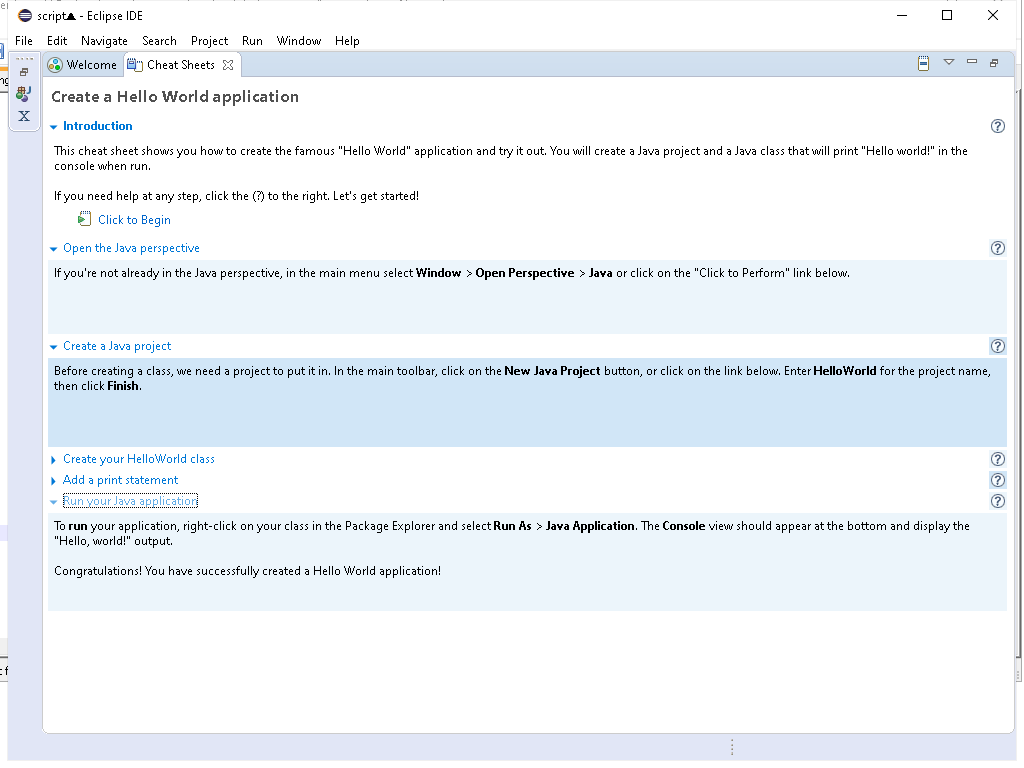 script▲ - Eclipse IDE
File Edit Navigate Search Project Run Window Help
Welcome Cheat Sheets
Create a Hello World application
Introduction
This cheat sheet shows you how to create the famous "Hello World" application and try it out. You will create a Java project and a Java class that will print "Hello world!" in the
console when run.
If you need help at any step, click the (?) to the right. Let's get started!
Click to Begin
Open the Java perspective
If you're not already in the Java perspective, in the main menu select Window > Open Perspective > Java or click on the "Click to Perform" link below.
Create a Java project
Before creating a class, we need a project to put it in. In the main toolbar, click on the New Java Project button, or click on the link below. Enter HelloWorld for the project name,
then click Finish.
Create your HelloWorld class
Add a print statement
Run your Java application
To run your application, right-click on your class in the Package Explorer and select Run As > Java Application. The Console view should appear at the bottom and display the
"Hello, world!" output.
Congratulations! You have successfully created a Hello World application!